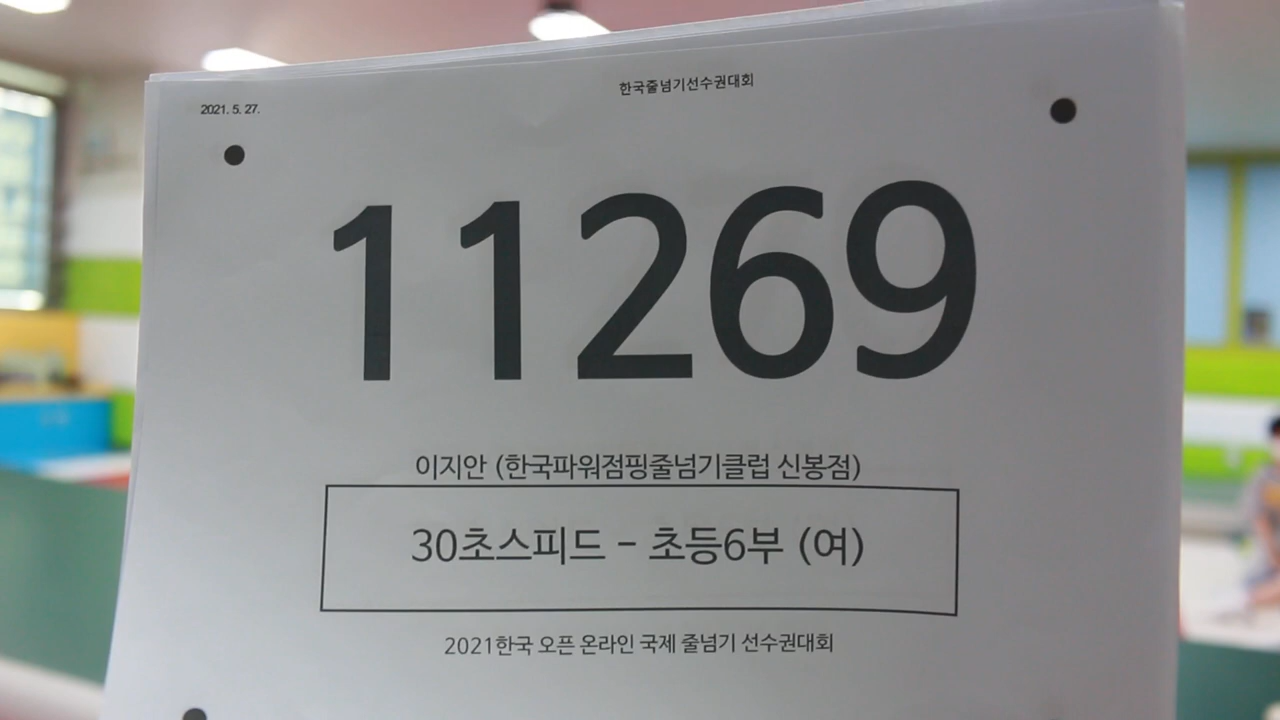 한국줄넘기선수권대회
2021. 5. 27.
11269
이지안 (한국파워점핑줄넘기클럽 신봉점)
30초스피드 - 초등6부 (여)
2021한국 오픈 온라인 국제 줄넘기 선수권대회